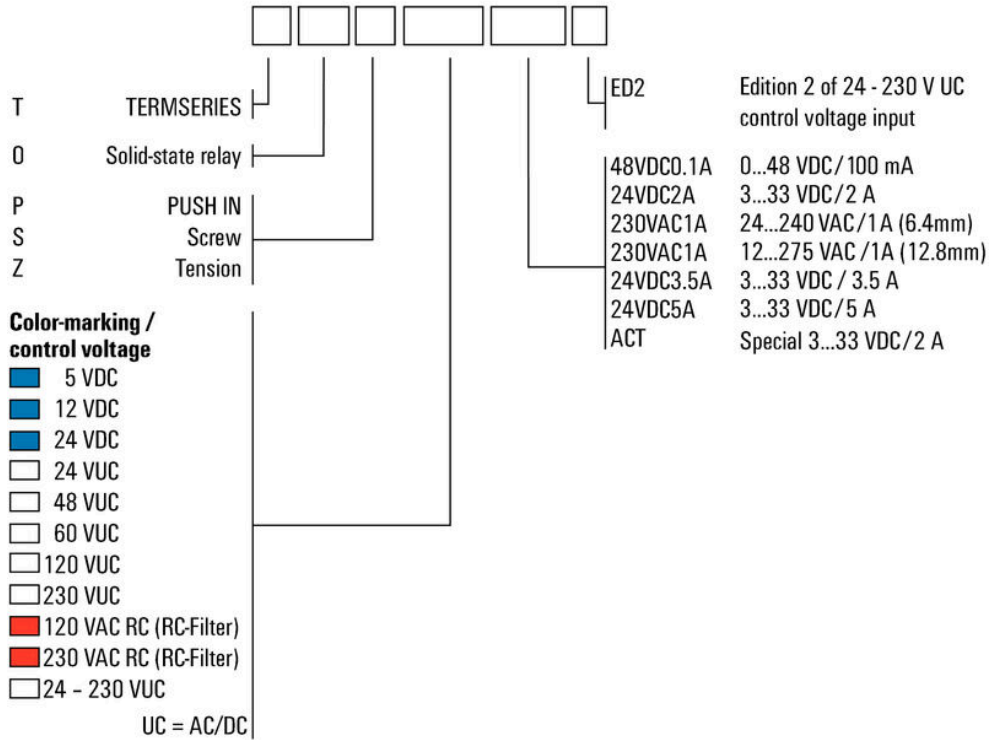 T TERMSERIES
O Solid-state relay
P PUSH IN
S Screw
Z Tension
Color-marking /
control voltage
5 VDC
12 VDC
24 VDC
24 VUC
48 VUC
60 VUC
120 VUC
230 VUC
120 VAC RC (RC-Filter)
230 VAC RC (RC-Filter)
24 – 230 VUC
UC = AC/DC
ED2 Edition 2 of 24 - 230 V UC
control voltage input
48VDC0.1A 0...48 VDC/100 mA
24VDC2A 3...33 VDC/2 A
230VAC1A 24...240 VAC/1A (6.4mm)
230VAC1A 12...275 VAC/1A (12.8mm)
24VDC3.5A 3...33 VDC / 3.5 A
24VDC5A 3...33 VDC/5 A
ACT Special 3...33 VDC/2 A